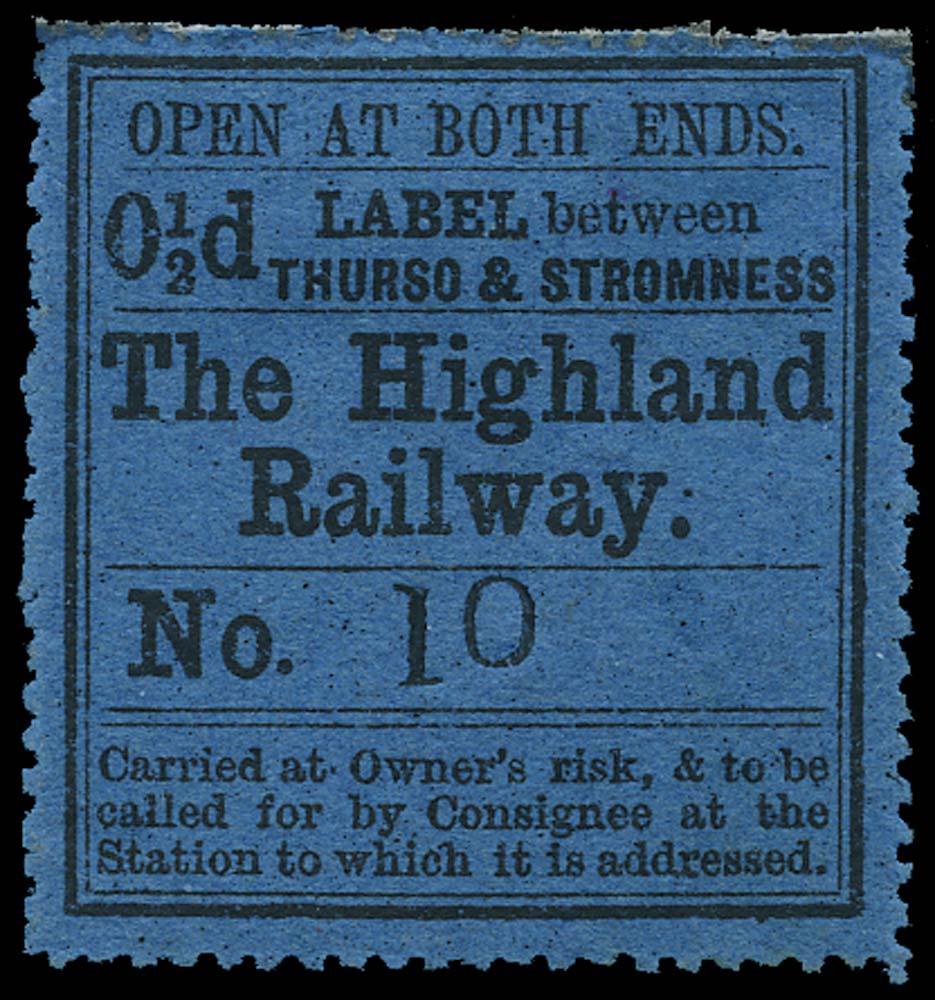 OPEN AT BOTH ENDS.
0½d LABEL between
THURSO & STROMNESS
The Highland
Railway.
No. 10
Carried at Owner's risk, & to be
called for by Consignee at the
Station to which it is addressed.